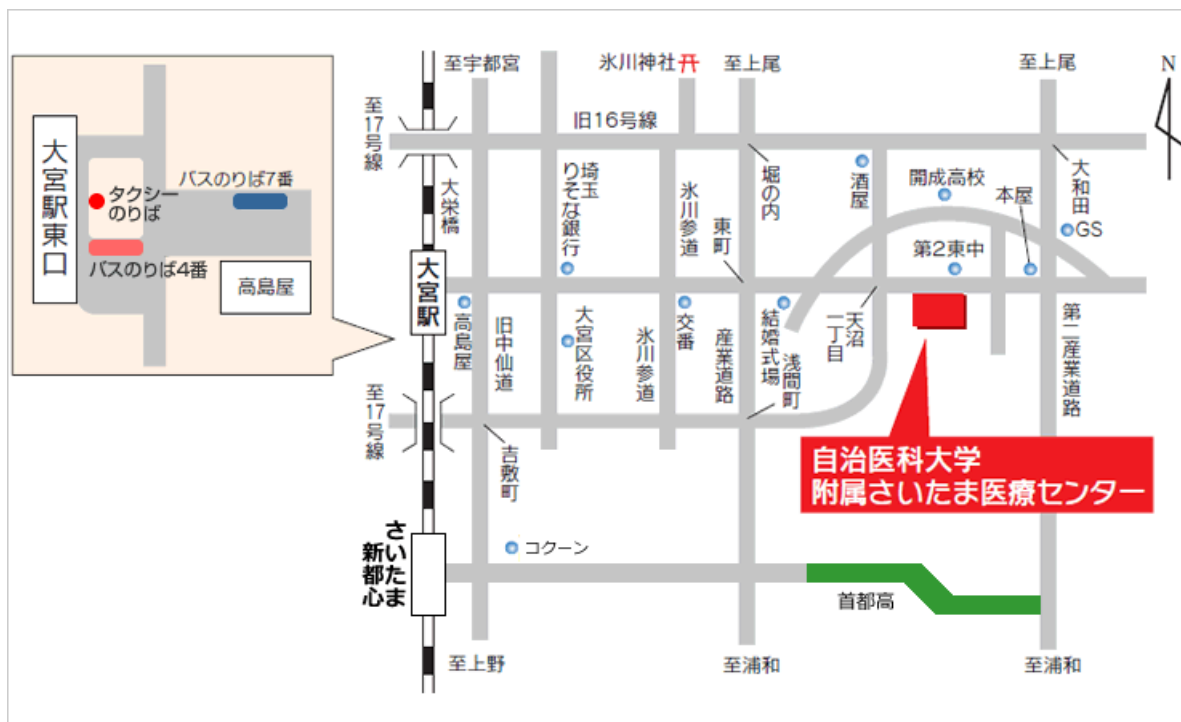 大宮駅東口
タクシー
のりば
バスのりば7番
バスのりば4番
高島屋
至宇都宮
氷川神社
至上尾
至上尾
N
至17号線
旧16号線
大栄橋
埼玉
りそな銀行
氷川参道
東町
堀の内
酒屋
開成高校
本屋
大和田
GS
第2東中
大宮駅
高島屋
旧中仙道
大宮区役所
氷川参道
交番
産業道路
結婚式場
浅間町
天沼
一丁目
第二産業道路
至17号線
吉敷町
自治医科大学
附属さいたま医療センター
さいたま
新都心
コクーン
首都高
至上野
至浦和
至浦和